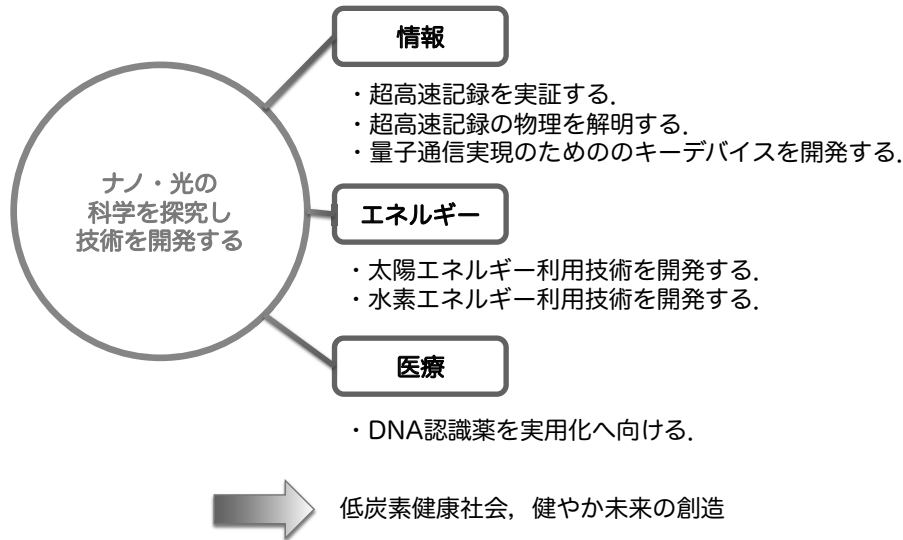 情報
・超高速記録を実証する．
・超高速記録の物理を解明する．
・量子通信実現のためののキーデバイスを開発する．
ナノ・光の
科学を探究し
技術を開発する
エネルギー
・太陽エネルギー利用技術を開発する．
・水素エネルギー利用技術を開発する．
医療
・DNA認識薬を実用化へ向ける．
低炭素健康社会，健やか未来の創造